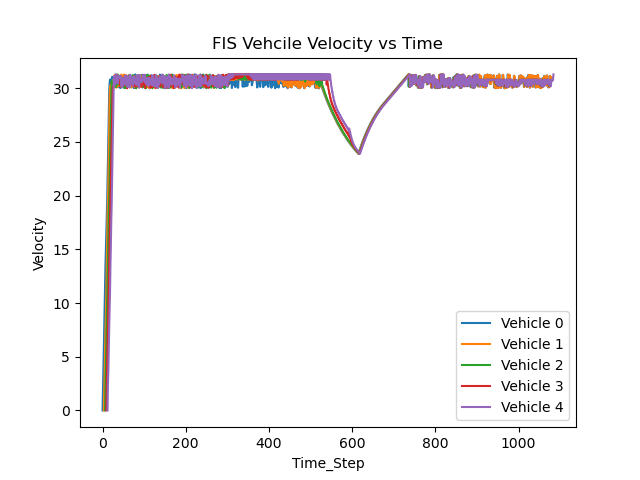 FIS Vehcile Velocity vs Time
30
25
20
15
10
5
0
Velocity
0 200 400 600 800 1000
Time_Step
Vehicle 0
Vehicle 1
Vehicle 2
Vehicle 3
Vehicle 4